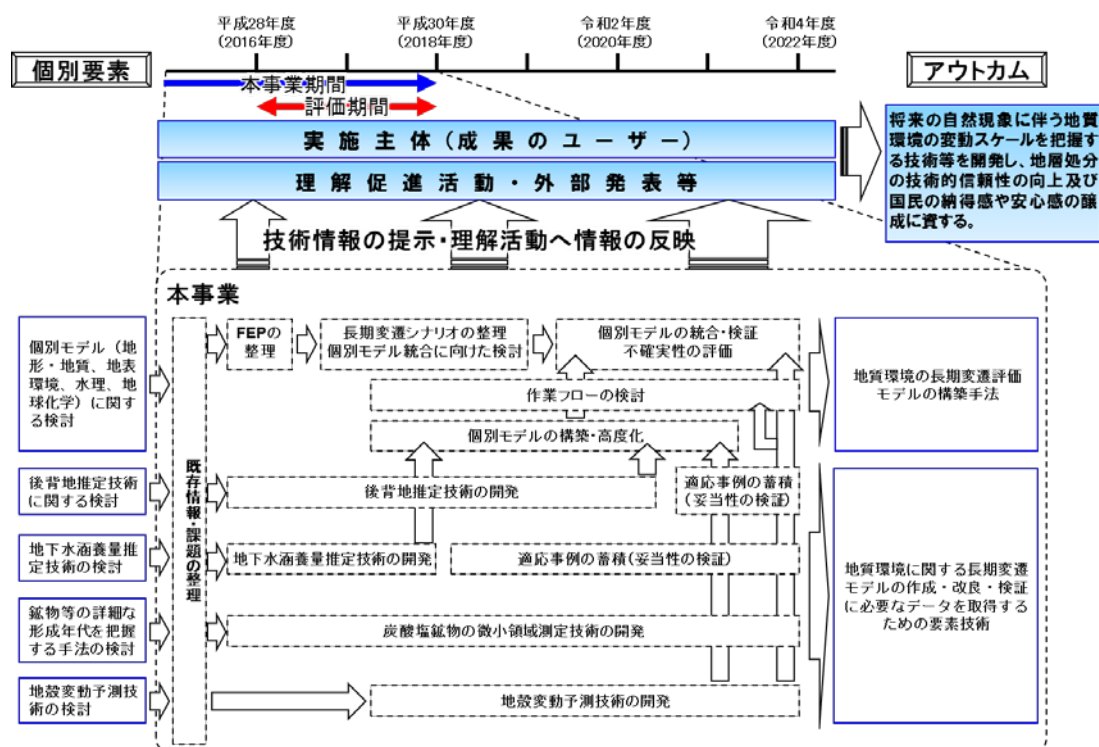 平成28年度
(2016年度)
平成30年度
(2018年度)
令和2年度
(2020年度)
令和4年度
(2022年度)
個別要素
アウトカム
本事業期間
評価期間
実施主体(成果のユーザー)
理解促進活動・外部発表等
将来の自然現象に伴う地質
環境の変動スケールを把握す
る技術等を開発し、地層処分
の技術的信頼性の向上及び
国民の納得感や安心感の醸
成に資する。
技術情報の提示・理解活動へ情報の反映
本事業
個別モデル(地
形・地質、地表
環境、水理、地
球化学)に関す
る検討
後背地推定技術
に関する検討
地下水涵養量推
定技術の検討
鉱物等の詳細な
形成年代を把握
する手法の検討
地殻変動予測技
術の検討
既存情報・課題の整理
FEPの
整理
長期変遷シナリオの整理
個別モデル統合に向けた検討
個別モデルの統合・検証
不確実性の評価
作業フローの検討
個別モデルの構築・高度化
後背地推定技術の開発
適応事例の蓄積
(妥当性の検証)
地下水涵養量推定技術の開発
適応事例の蓄積(妥当性の検証)
炭酸塩鉱物の微小領域測定技術の開発
地殻変動予測技術の開発
地質環境の長期変遷評価
モデルの構築手法
地質環境に関する長期変遷
モデルの作成・改良・検証
に必要なデータを取得する
ための要素技術